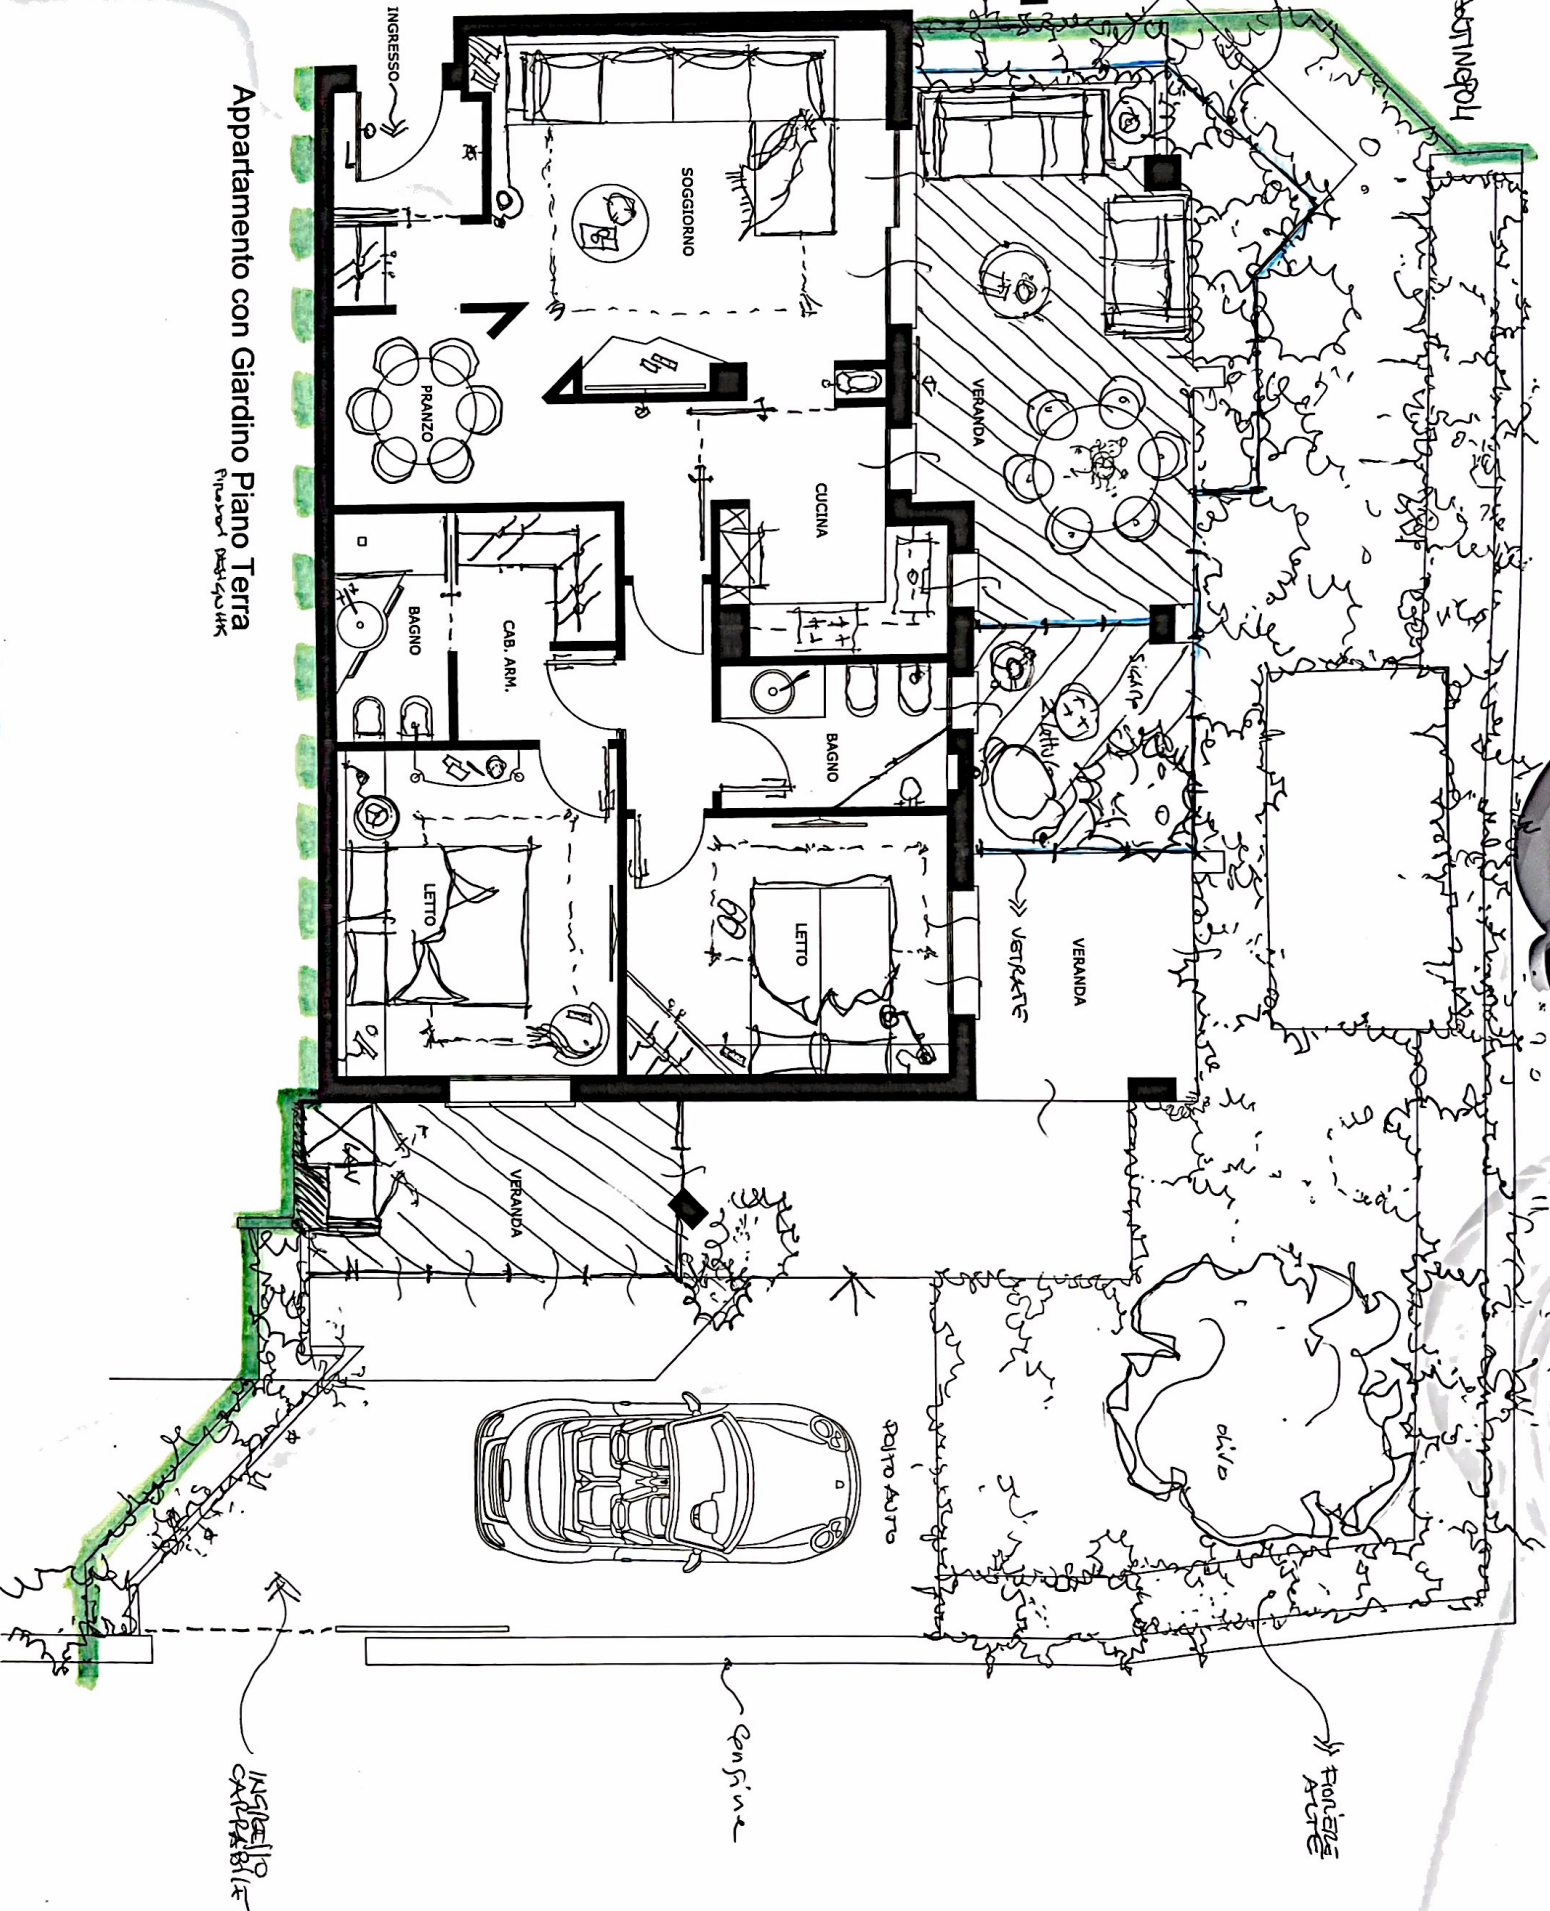 INGRESSO
SOGGIORNO
PRANZO
CUCINA
VERANDA
BAGNO
CAB. ARM.
BAGNO
LETTO
LETTO
VETRATE
VERANDA
VERANDA
LAV
POSTO AUTO
olivo
Confine
FIORIERE
ALTE
INGRESSO
Appartamento con Giardino Piano Terra